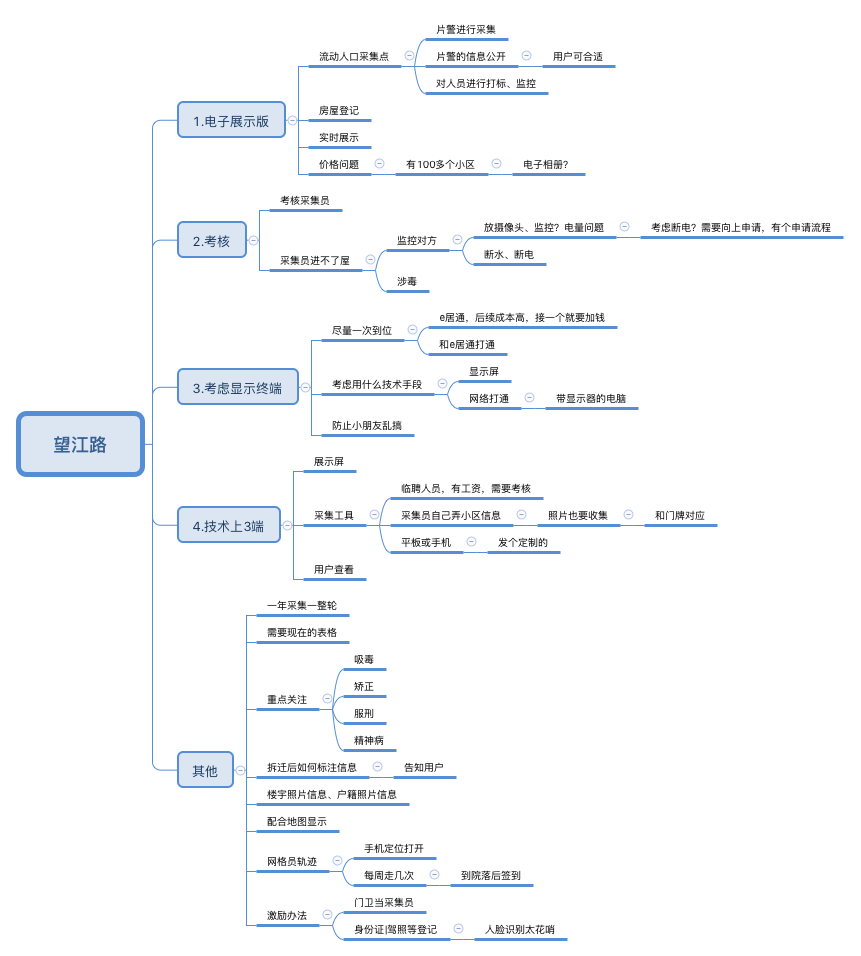 望江路
1.电子展示版
流动人口采集点
片警进行采集
片警的信息公开
用户可合适
对人员进行打标、监控
房屋登记
实时展示
价格问题
有100多个小区
电子相册?
2.考核
考核采集员
采集员进不了屋
监控对方
放摄像头、监控? 电量问题
考虑断电? 需要向上申请，有个申请流程
断水、断电
涉毒
3.考虑显示终端
尽量一次到位
e居通，后续成本高，接一个就要加钱
和e居通打通
考虑用什么技术手段
显示屏
网络打通
带显示器的电脑
防止小朋友乱搞
4.技术上3端
展示屏
采集工具
临聘人员，有工资，需要考核
采集员自己弄小区信息
照片也要收集
和门牌对应
平板或手机
发个定制的
用户查看
其他
一年采集一整轮
需要现在的表格
重点关注
吸毒
矫正
服刑
精神病
拆迁后如何标注信息
告知用户
楼宇照片信息、户籍照片信息
配合地图显示
网格员轨迹
手机定位打开
每周走几次
到院落后签到
激励办法
门卫当采集员
身份证|驾照等登记
人脸识别太花哨